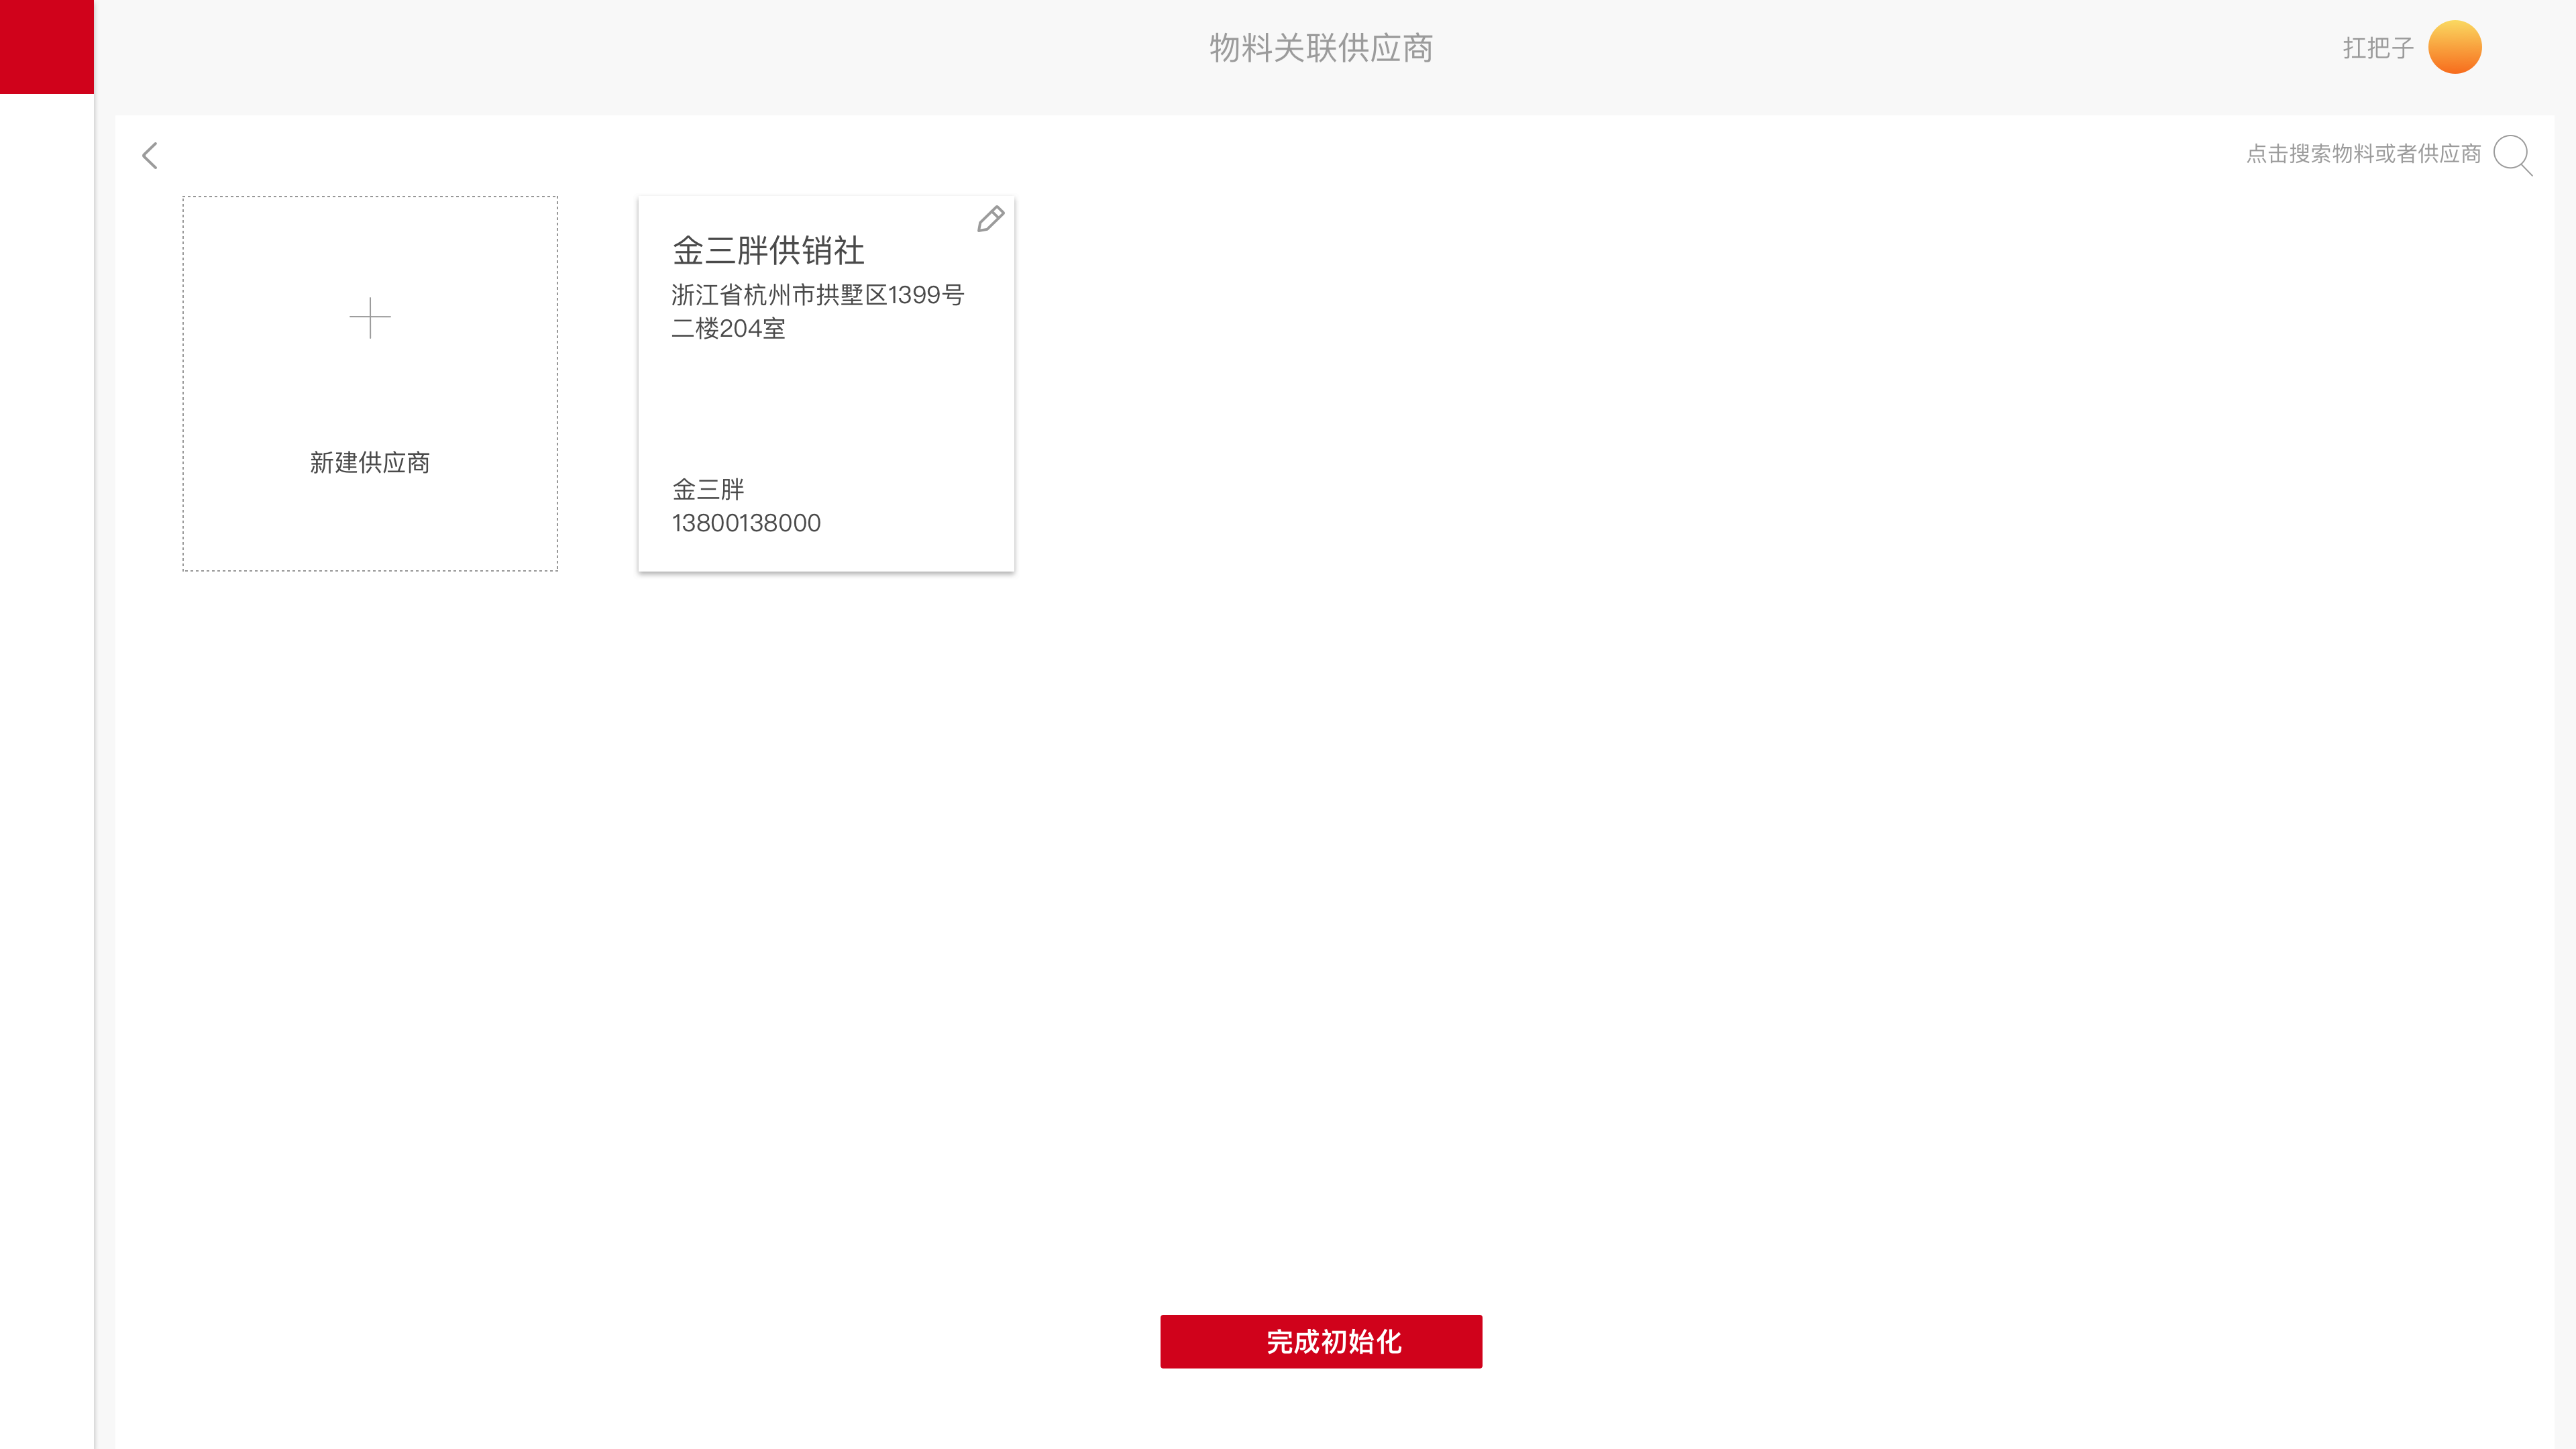 物料关联供应商
扛把子
点击搜索物料或者供应商
金三胖供销社
浙江省杭州市拱墅区1399号
二楼204室
新建供应商
金三胖
13800138000
完成初始化